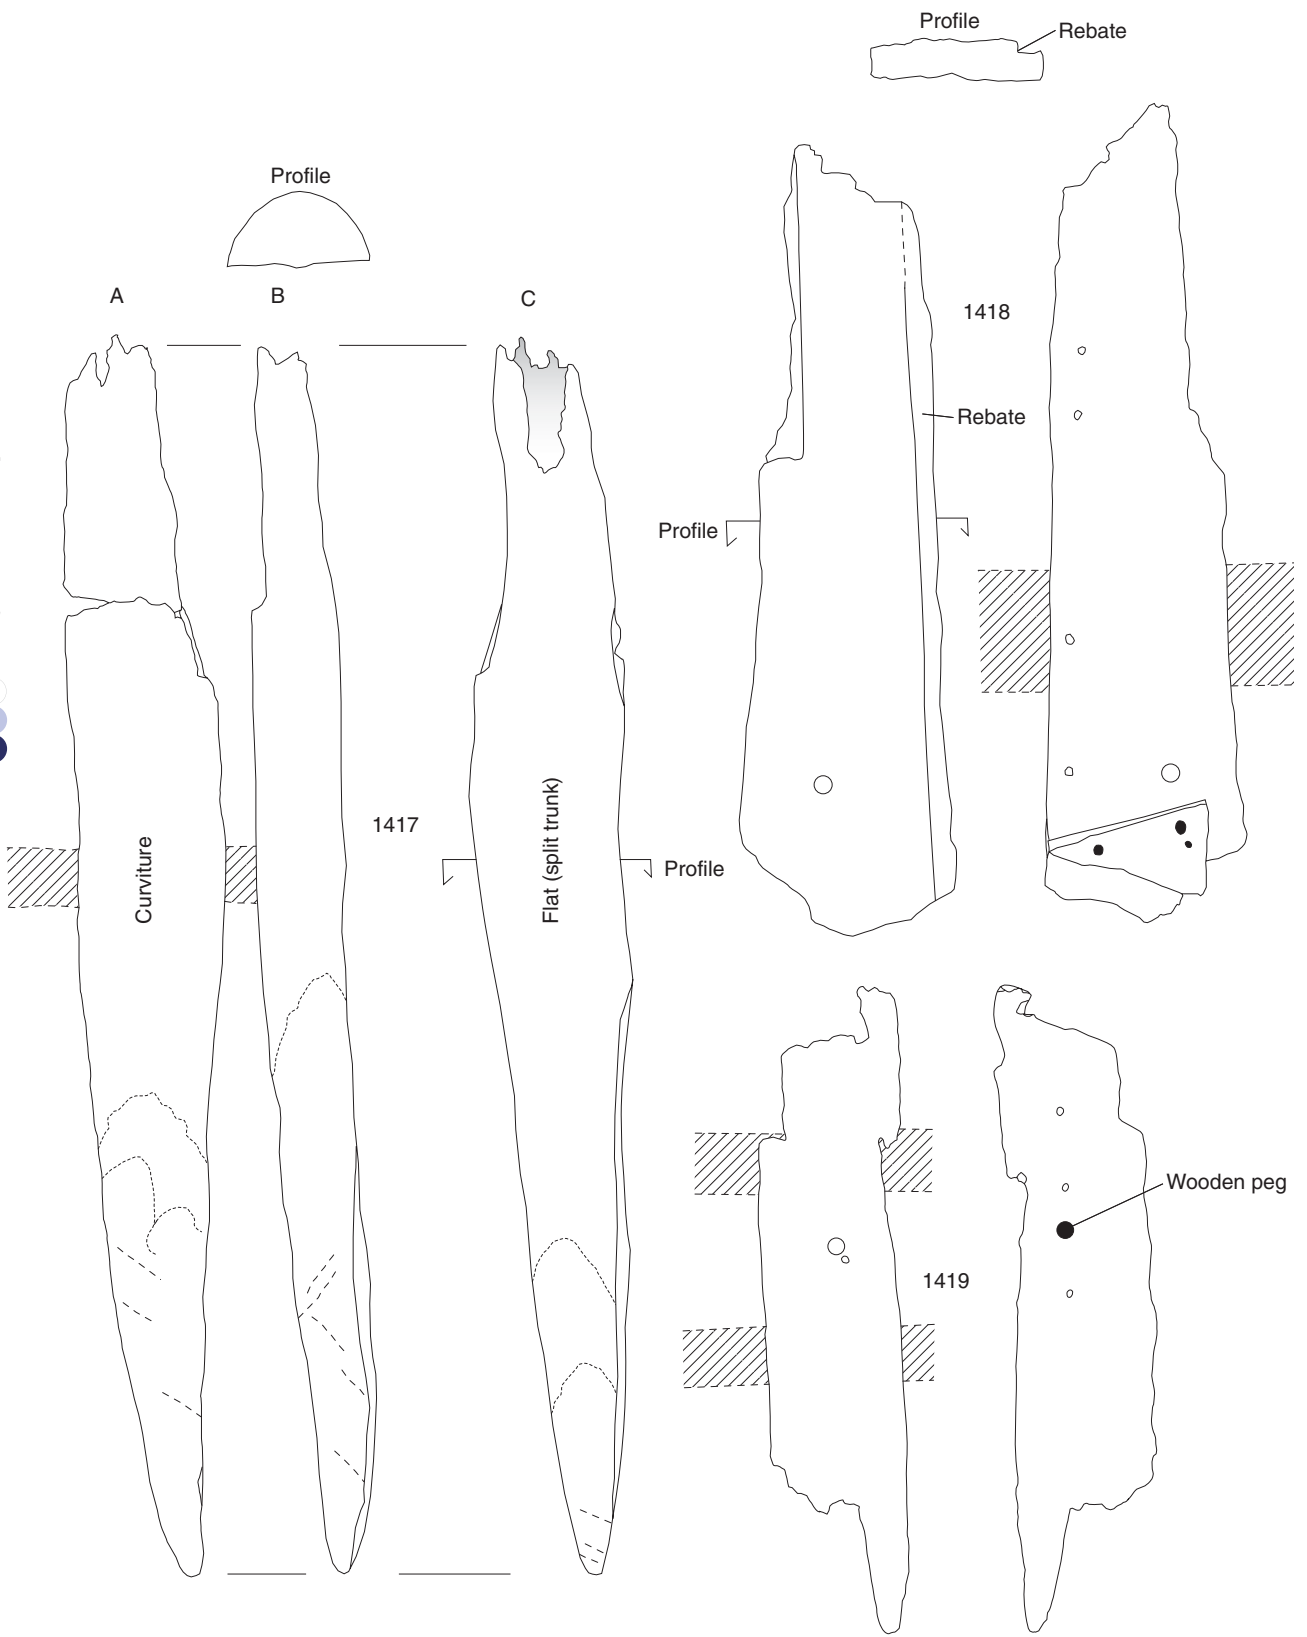 Profile
Rebate
Profile
A
B
C
1418
Rebate
Profile
1417
Curviture
Flat (split trunk)
Profile
Wooden peg
1419